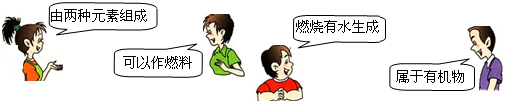 由两种元素组成
可以作燃料
燃烧有水生成
属于有机物